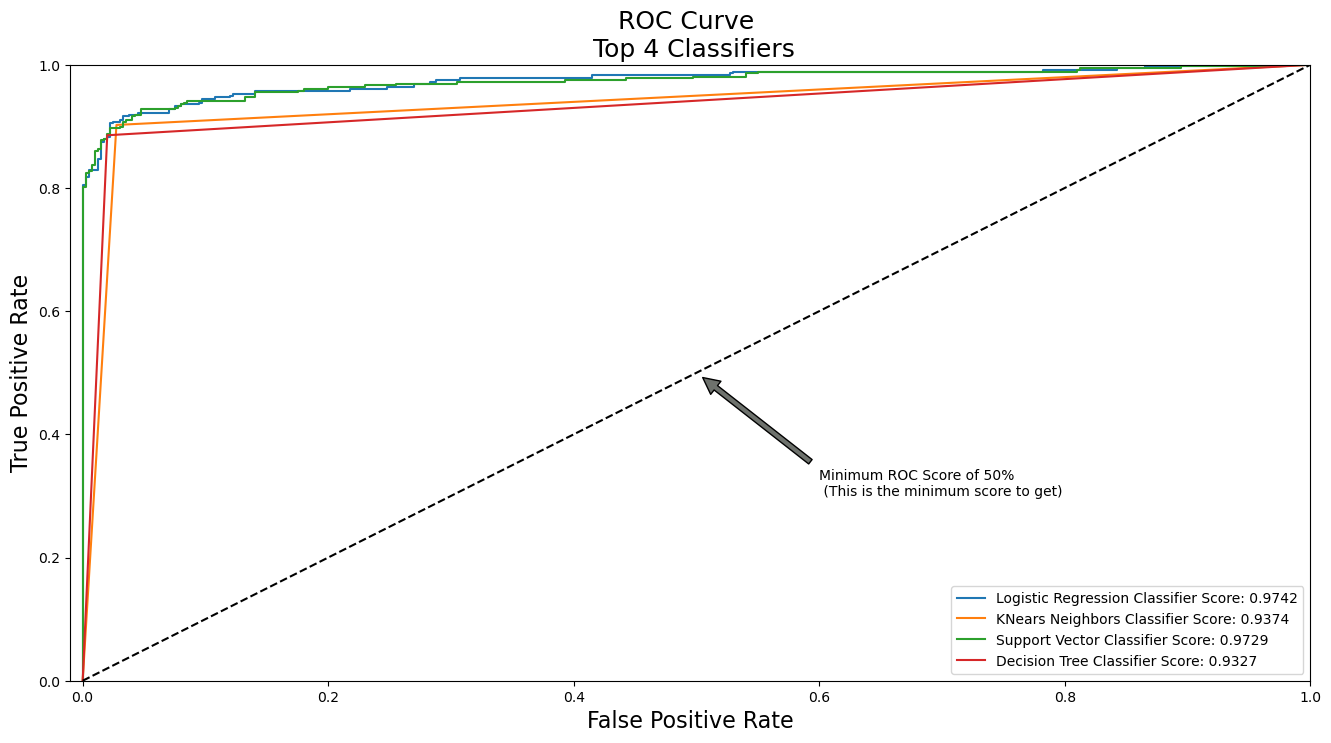 ROC Curve
Top 4 Classifiers
True Positive Rate
1.0
0.8
0.6
0.4
0.2
0.0
Minimum ROC Score of 50%
(This is the minimum score to get)
Logistic Regression Classifier Score: 0.9742
KNears Neighbors Classifier Score: 0.9374
Support Vector Classifier Score: 0.9729
Decision Tree Classifier Score: 0.9327
0.0 0.2 0.4 0.6 0.8 1.0
False Positive Rate